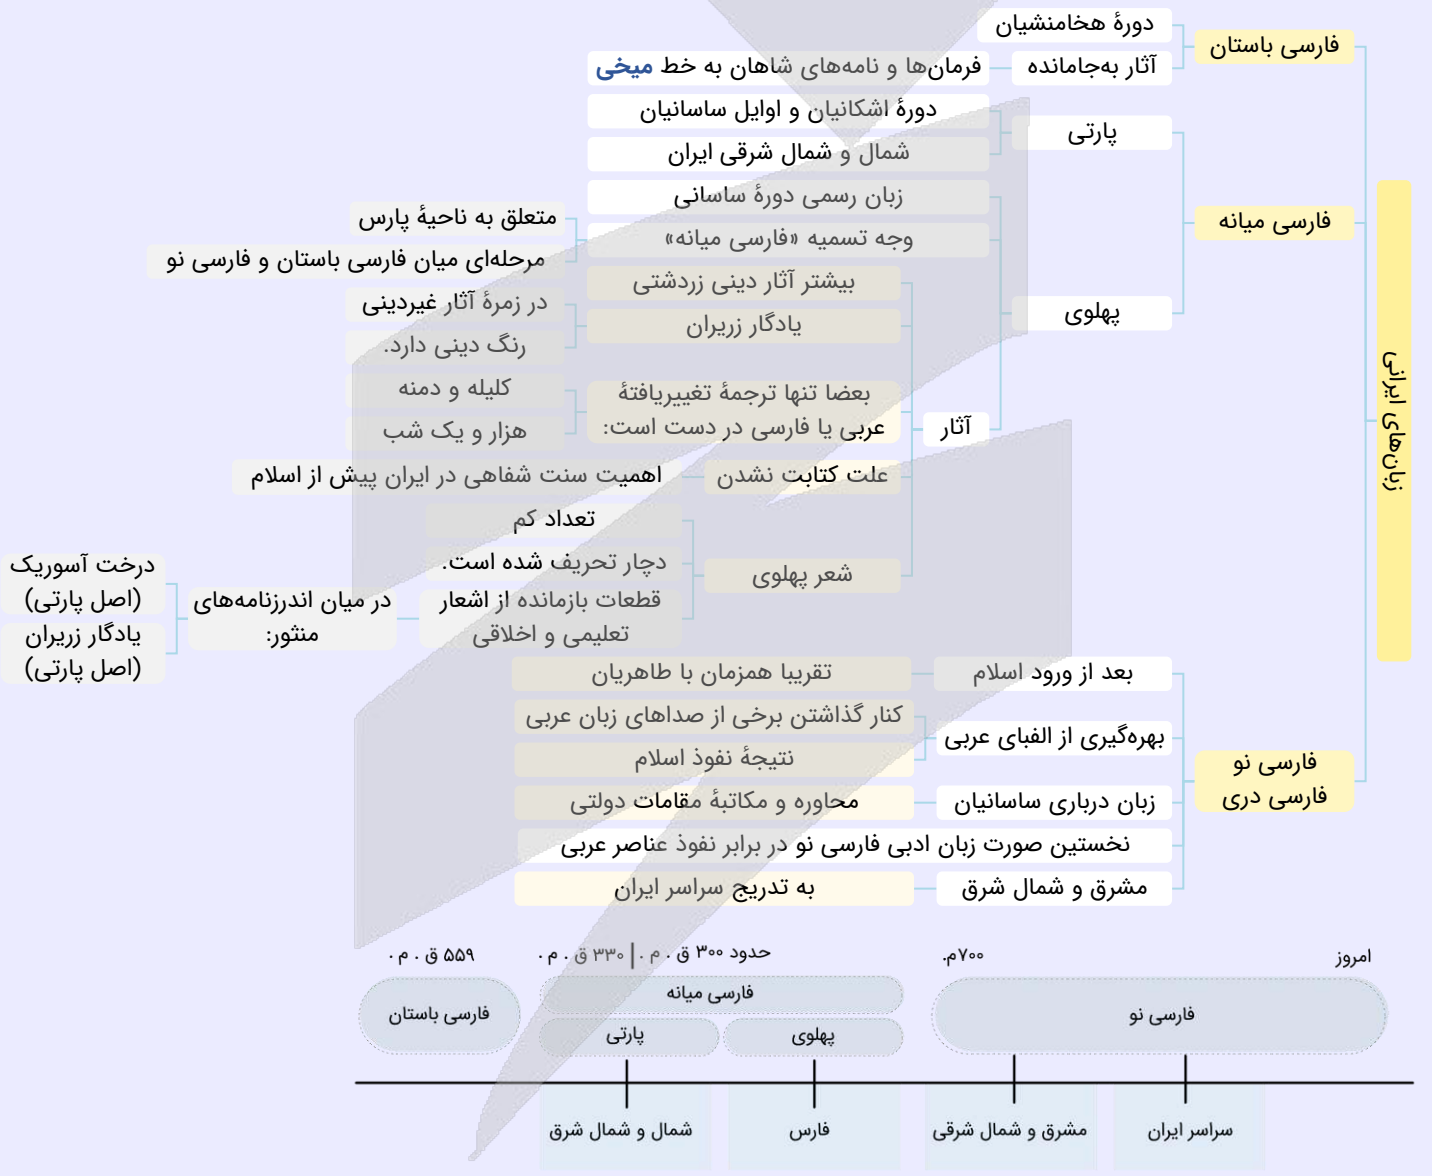 زبان‌های ایرانی
فارسی باستان
دورهٔ هخامنشیان
آثار به‌جامانده
فرمان‌ها و نامه‌های شاهان به خط میخی
فارسی میانه
پارتی
دورهٔ اشکانیان و اوایل ساسانیان
شمال و شمال شرقی ایران
پهلوی
زبان رسمی دورهٔ ساسانی
وجه تسمیه «فارسی میانه»
متعلق به ناحیهٔ پارس
مرحله‌ای میان فارسی باستان و فارسی نو
آثار
بیشتر آثار دینی زردشتی
یادگار زریران
در زمرهٔ آثار غیردینی
رنگ دینی دارد.
بعضا تنها ترجمهٔ تغییریافتهٔ
عربی یا فارسی در دست است:
کلیله و دمنه
هزار و یک شب
علت کتابت نشدن
اهمیت سنت شفاهی در ایران پیش از اسلام
شعر پهلوی
تعداد کم
دچار تحریف شده است.
قطعات بازمانده از اشعار
تعلیمی و اخلاقی
در میان اندرزنامه‌های
منثور:
درخت آسوریک
(اصل پارتی)
یادگار زریران
(اصل پارتی)
فارسی نو
فارسی دری
بعد از ورود اسلام
تقریبا همزمان با طاهریان
بهره‌گیری از الفبای عربی
کنار گذاشتن برخی از صداهای زبان عربی
نتیجهٔ نفوذ اسلام
زبان درباری ساسانیان
محاوره و مکاتبهٔ مقامات دولتی
نخستین صورت زبان ادبی فارسی نو در برابر نفوذ عناصر عربی
مشرق و شمال شرق
به تدریج سراسر ایران
امروز
۷۰۰م.
حدود ۳۰۰ ق . م . | ۳۳۰ ق . م .
۵۵۹ ق . م .
فارسی نو
فارسی میانه
پهلوی
پارتی
فارسی باستان
سراسر ایران
مشرق و شمال شرقی
فارس
شمال و شمال شرق